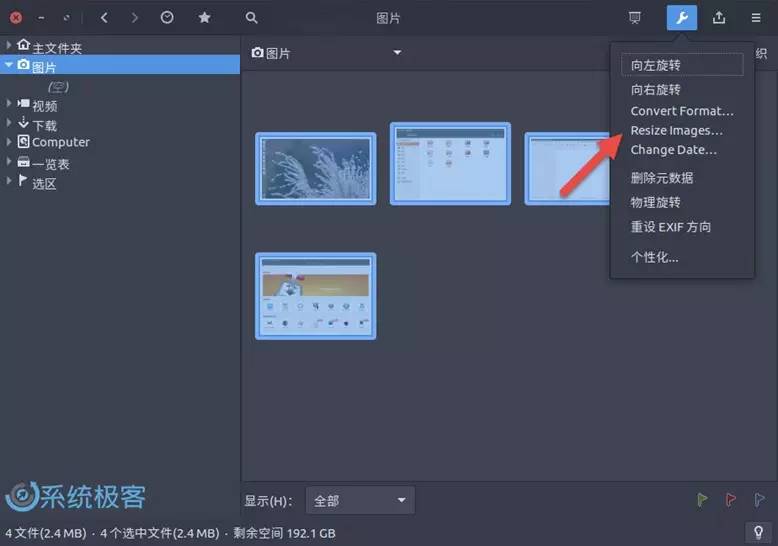 图片
主文件夹
图片
(空)
视频
下载
Computer
一览表
选区
图片
织
向左旋转
向右旋转
Convert Format...
Resize Images...
Change Date...
删除元数据
物理旋转
重设 EXIF 方向
个性化...
系统极客
显示(H)：
全部
4 文件(2.4 MB) · 4 个选中文件(2.4 MB) · 剩余空间 192.1 GB